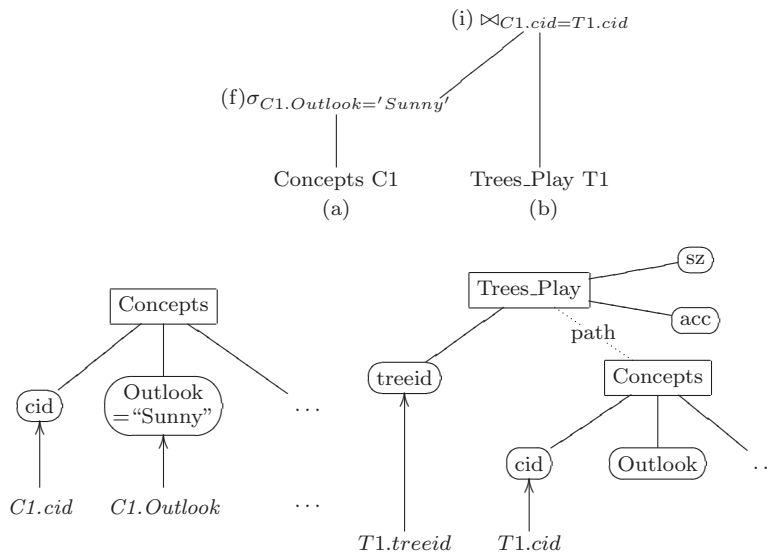 (i) ⋈C1.cid=T1.cid
(f)σC1.Outlook='Sunny'
Concepts C1
Trees_Play T1
(a)
(b)
sz
Trees_Play
Concepts
acc
path
treeid
Concepts
Outlook
="Sunny"
cid
...
cid
Outlook
..
C1.cid
C1.Outlook
...
T1.treeid
T1.cid